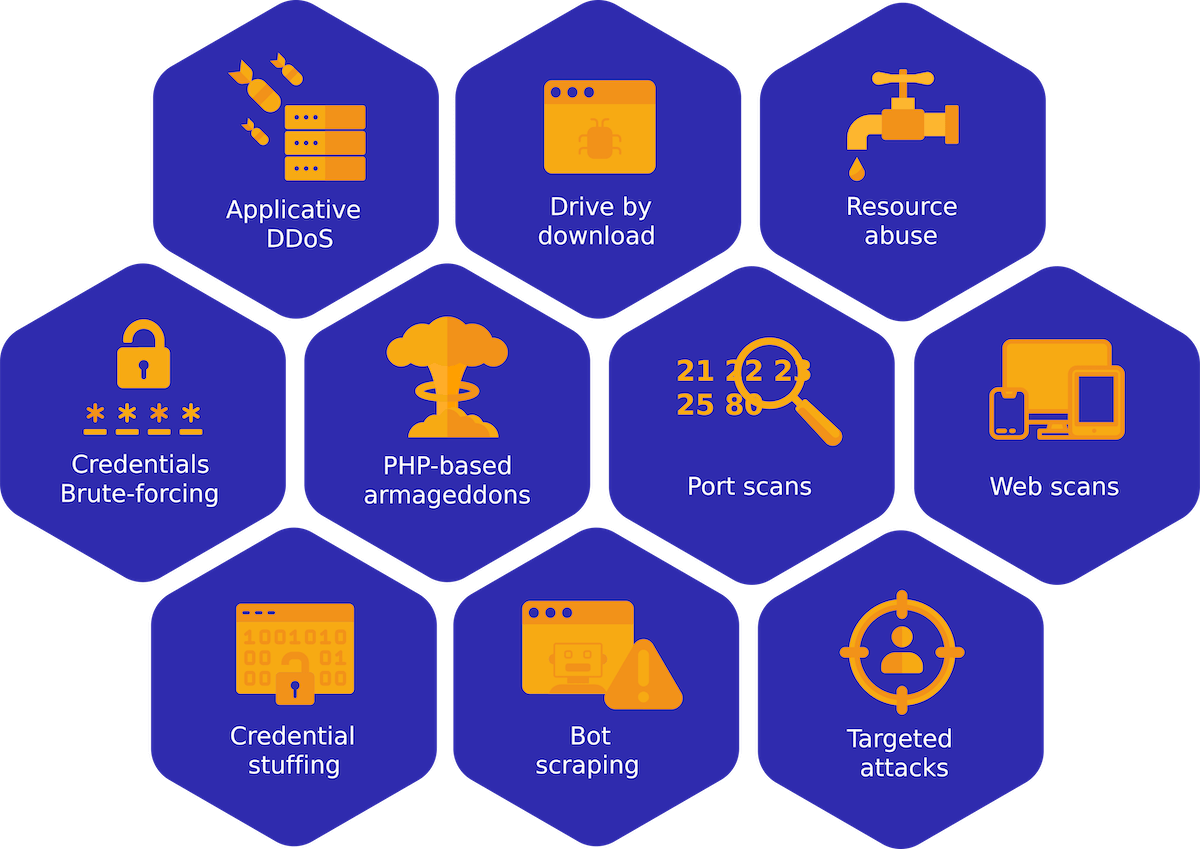 Applicative
DDoS
Drive by
download
Resource
abuse
* * * *
Credentials
Brute-forcing
PHP-based
armageddons
21 22 23
25 80
Port scans
Web scans
1001010
00 01
00 00
Credential
stuffing
Bot
scraping
Targeted
attacks